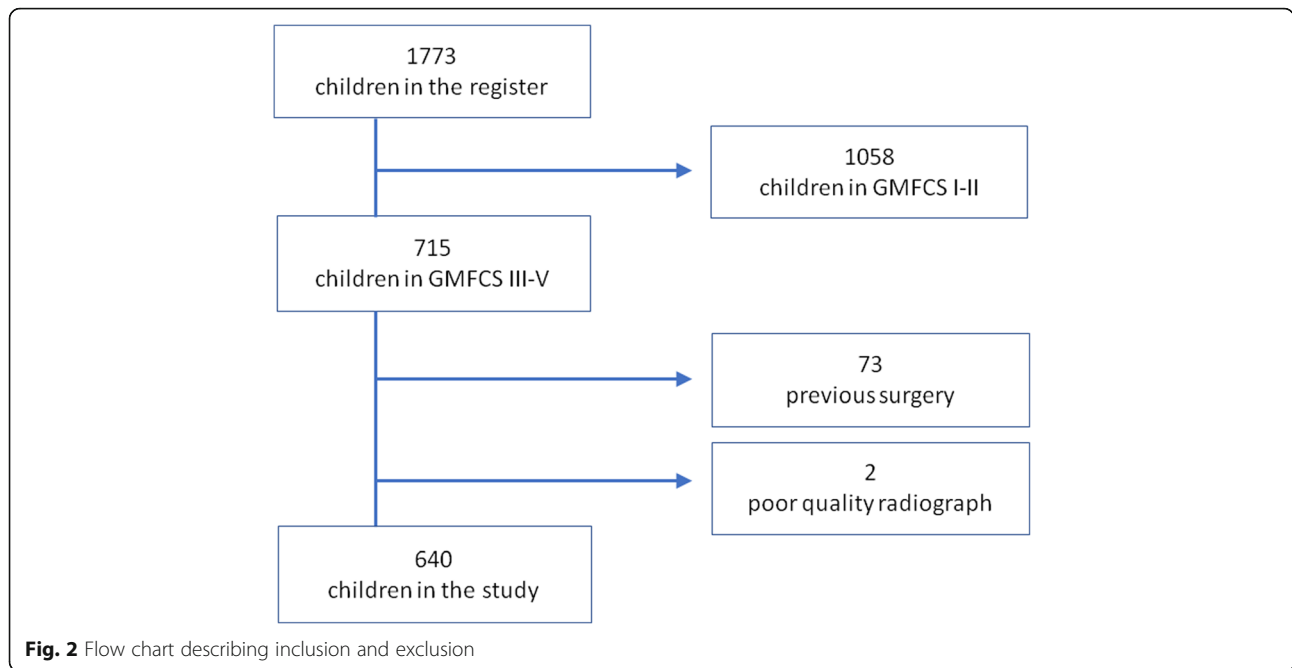 1773
children in the register
1058
children in GMFCS I-II
715
children in GMFCS III-V
73
previous surgery
2
poor quality radiograph
640
children in the study
Fig. 2 Flow chart describing inclusion and exclusion